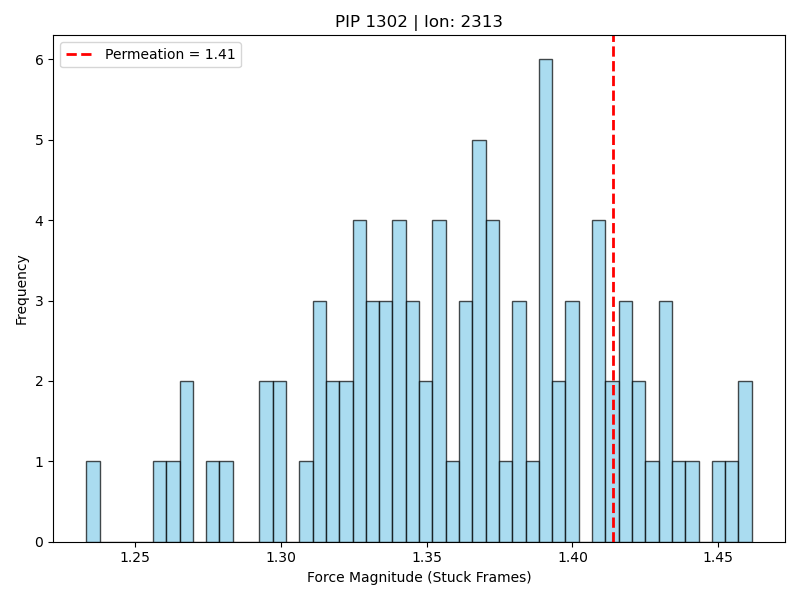 PIP 1302 | Ion: 2313
Permeation = 1.41
Frequency
6
5
4
3
2
1
0
1.25 1.30 1.35 1.40 1.45
Force Magnitude (Stuck Frames)